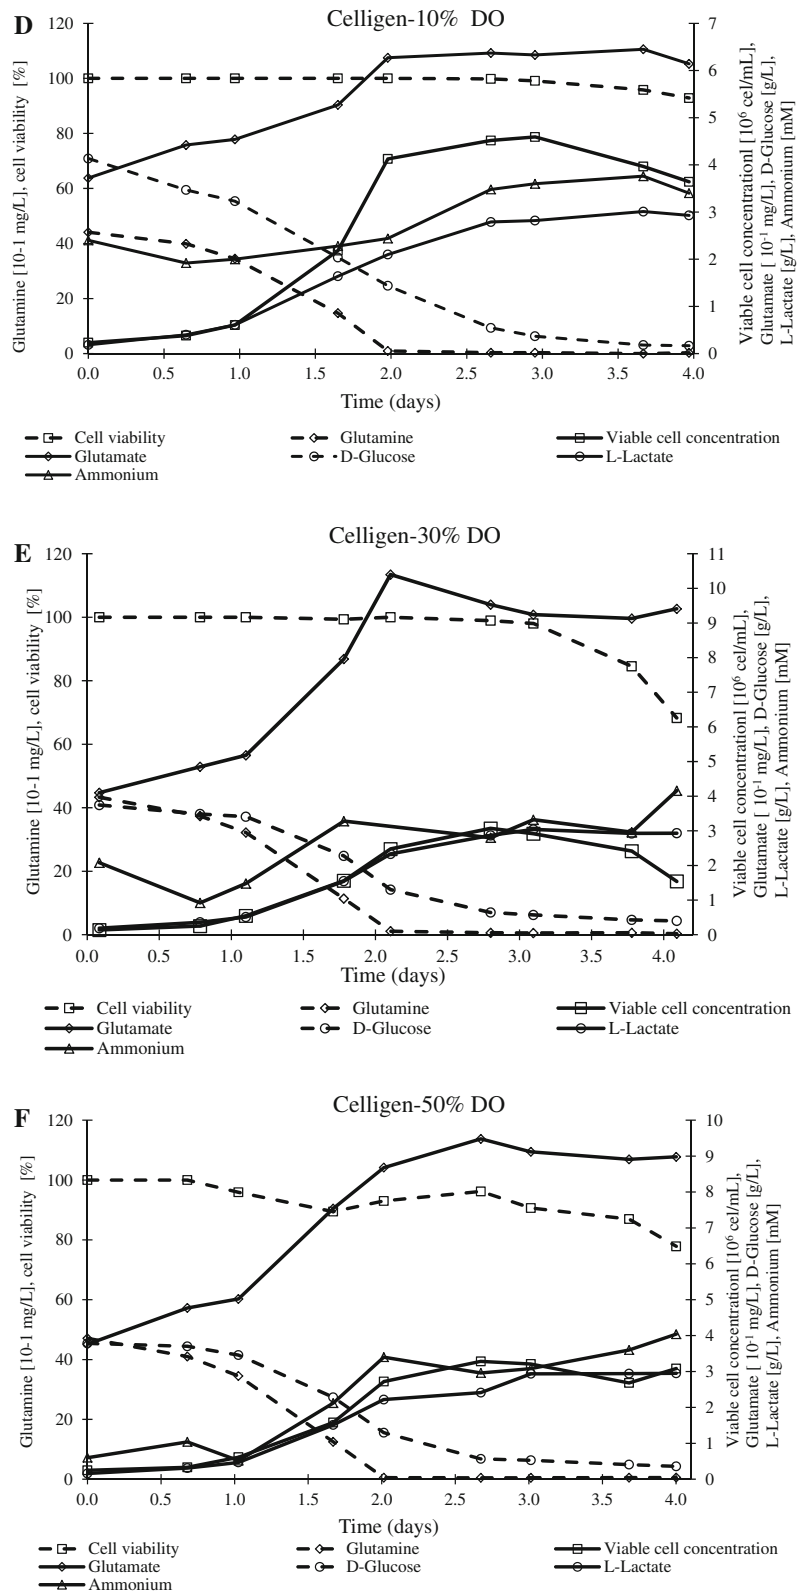 D
Celligen-10% DO
Glutamine [10-1 mg/L], cell viability [%]
120
100
80
60
40
20
0
7
6
5
4
3
2
1
0
Viable cell concentrationl [10⁶ cel/mL],
Glutamate [ 10⁻¹ mg/L], D-Glucose [g/L],
L-Lactate [g/L], Ammonium [mM]
0.0 0.5 1.0 1.5 2.0 2.5 3.0 3.5 4.0
Time (days)
Cell viability Glutamine Viable cell concentration
Glutamate D-Glucose L-Lactate
Ammonium
E
Celligen-30% DO
Glutamine [10-1 mg/L], cell viability [%]
120
100
80
60
40
20
0
11
10
9
8
7
6
5
4
3
2
1
0
Viable cell concentrationl [10⁶ cel/mL],
Glutamate [ 10⁻¹ mg/L], D-Glucose [g/L],
L-Lactate [g/L], Ammonium [mM]
0.0 0.5 1.0 1.5 2.0 2.5 3.0 3.5 4.0
Time (days)
Cell viability Glutamine Viable cell concentration
Glutamate D-Glucose L-Lactate
Ammonium
F
Celligen-50% DO
Glutamine [10-1 mg/L], cell viability [%]
120
100
80
60
40
20
0
10
9
8
7
6
5
4
3
2
1
0
Viable cell concentrationl [10⁶ cel/mL],
Glutamate [ 10⁻¹ mg/L], D-Glucose [g/L],
L-Lactate [g/L], Ammonium [mM]
0.0 0.5 1.0 1.5 2.0 2.5 3.0 3.5 4.0
Time (days)
Cell viability Glutamine Viable cell concentration
Glutamate D-Glucose L-Lactate
Ammonium